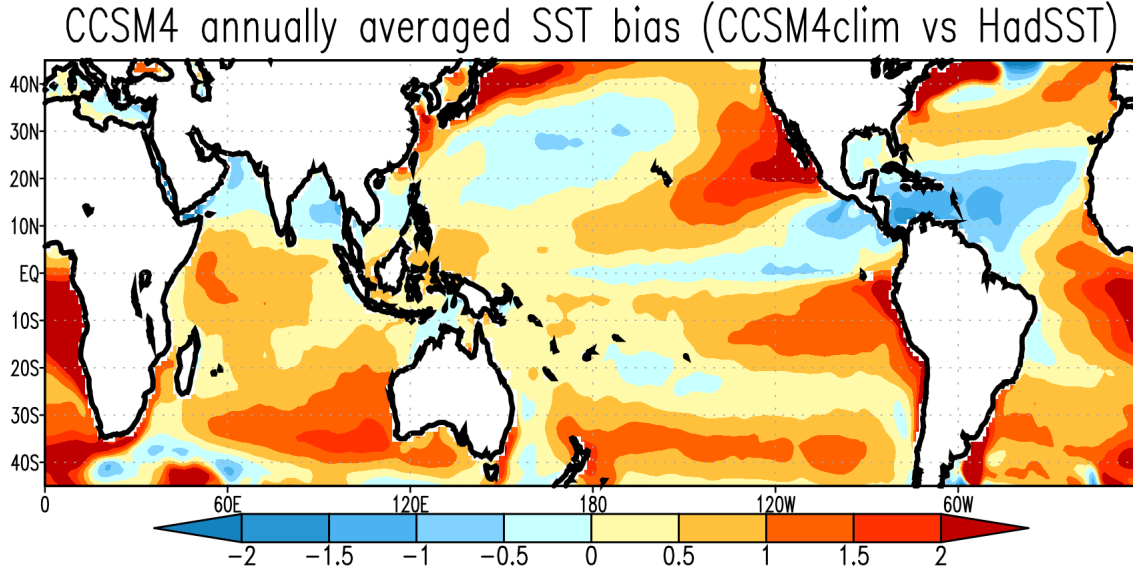 CCSM4 annually averaged SST bias (CCSM4clim vs HadSST)
40N
30N
20N
10N
EQ
10S
20S
30S
40S
0 60E 120E 180 120W 60W
−2 −1.5 −1 −0.5 0 0.5 1 1.5 2